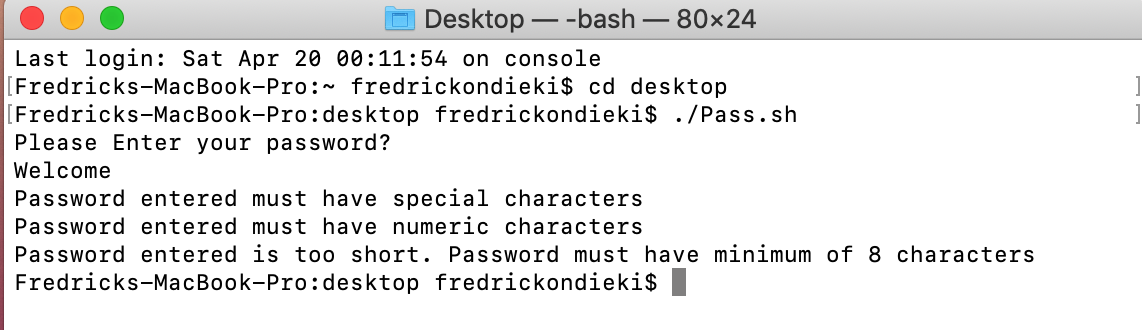 Desktop — -bash — 80×24
Last login: Sat Apr 20 00:11:54 on console
[Fredricks-MacBook-Pro:~ fredrickondieki$ cd desktop ]
[Fredricks-MacBook-Pro:desktop fredrickondieki$ ./Pass.sh ]
Please Enter your password?
Welcome
Password entered must have special characters
Password entered must have numeric characters
Password entered is too short. Password must have minimum of 8 characters
Fredricks-MacBook-Pro:desktop fredrickondieki$